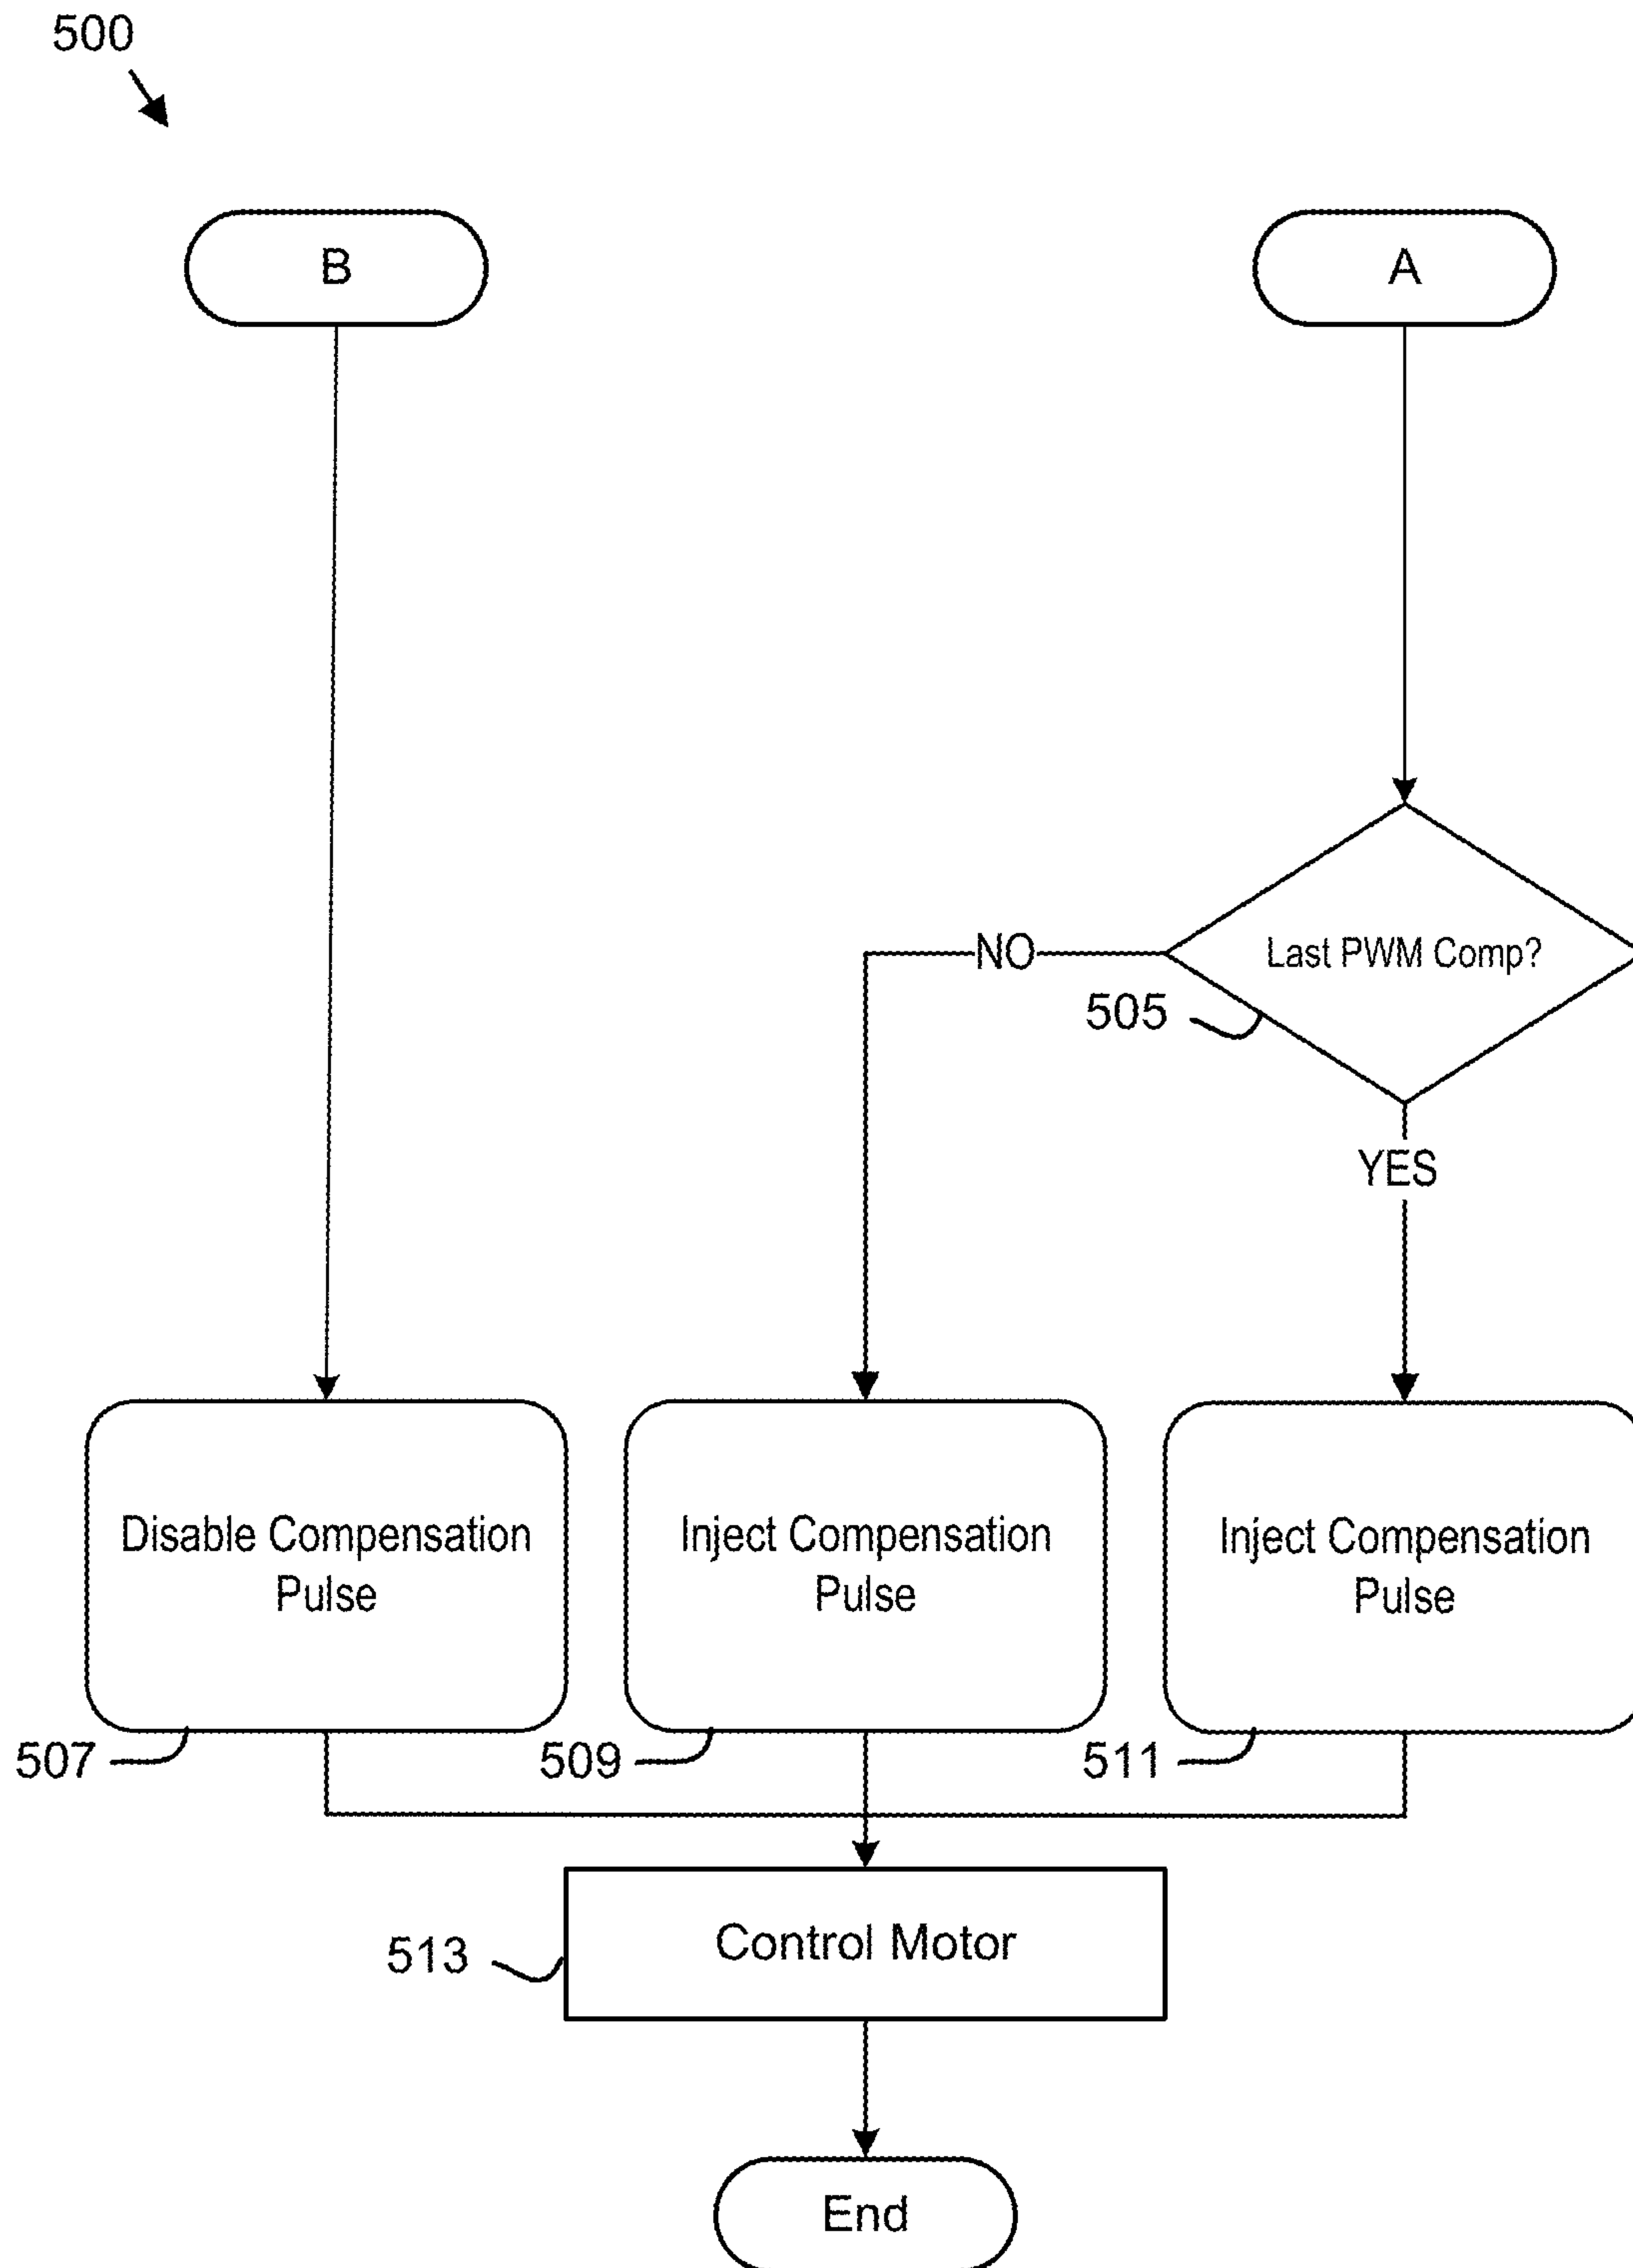 500
B
A
NO
Last PWM Comp?
505
YES
Disable Compensation
Pulse
Inject Compensation
Pulse
Inject Compensation
Pulse
507
509
511
513
Control Motor
End